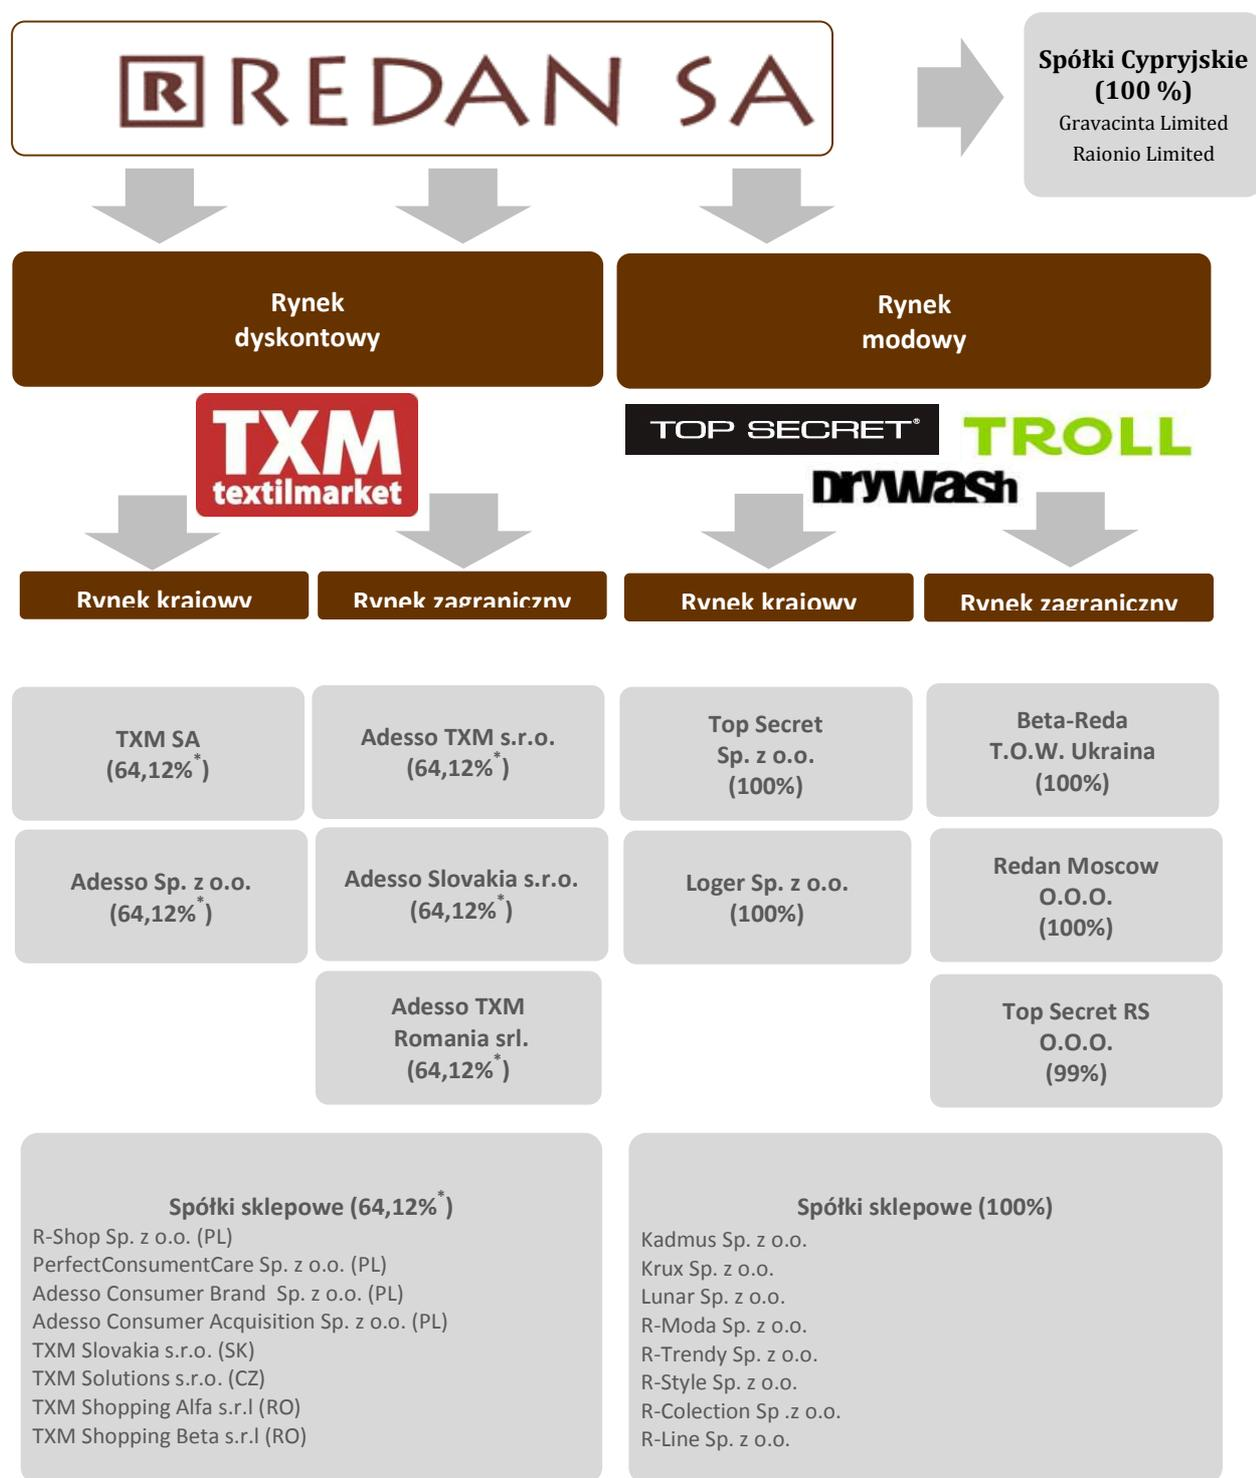 R REDAN SA
Spółki Cypryjskie
(100 %)
Gravacinta Limited
Raionio Limited
Rynek
dyskontowy
Rynek
modowy
TXM
textilmarket
TOP SECRET®
TROLL
Drywash
Rynek krajowy
Rynek zagraniczny
Rynek krajowy
Rynek zagraniczny
TXM SA
(64,12%*)
Adesso TXM s.r.o.
(64,12%*)
Top Secret
Sp. z o.o.
(100%)
Beta-Reda
T.O.W. Ukraina
(100%)
Adesso Sp. z o.o.
(64,12%*)
Adesso Slovakia s.r.o.
(64,12%*)
Loger Sp. z o.o.
(100%)
Redan Moscow
O.O.O.
(100%)
Adesso TXM
Romania srl.
(64,12%*)
Top Secret RS
O.O.O.
(99%)
Spółki sklepowe (64,12%*)
R-Shop Sp. z o.o. (PL)
PerfectConsumentCare Sp. z o.o. (PL)
Adesso Consumer Brand  Sp. z o.o. (PL)
Adesso Consumer Acquisition Sp. z o.o. (PL)
TXM Slovakia s.r.o. (SK)
TXM Solutions s.r.o. (CZ)
TXM Shopping Alfa s.r.l (RO)
TXM Shopping Beta s.r.l (RO)
Spółki sklepowe (100%)
Kadmus Sp. z o.o.
Krux Sp. z o.o.
Lunar Sp. z o.o.
R-Moda Sp. z o.o.
R-Trendy Sp. z o.o.
R-Style Sp. z o.o.
R-Colection Sp .z o.o.
R-Line Sp. z o.o.